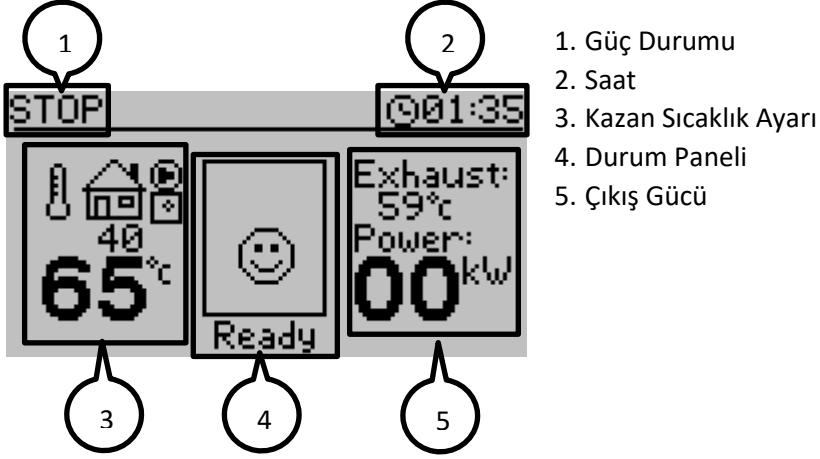 1
2
STOP
01:35
40
65°c
Ready
Exhaust:
59°c
Power:
00kW
3
4
5
1. Güç Durumu
2. Saat
3. Kazan Sıcaklık Ayarı
4. Durum Paneli
5. Çıkış Gücü